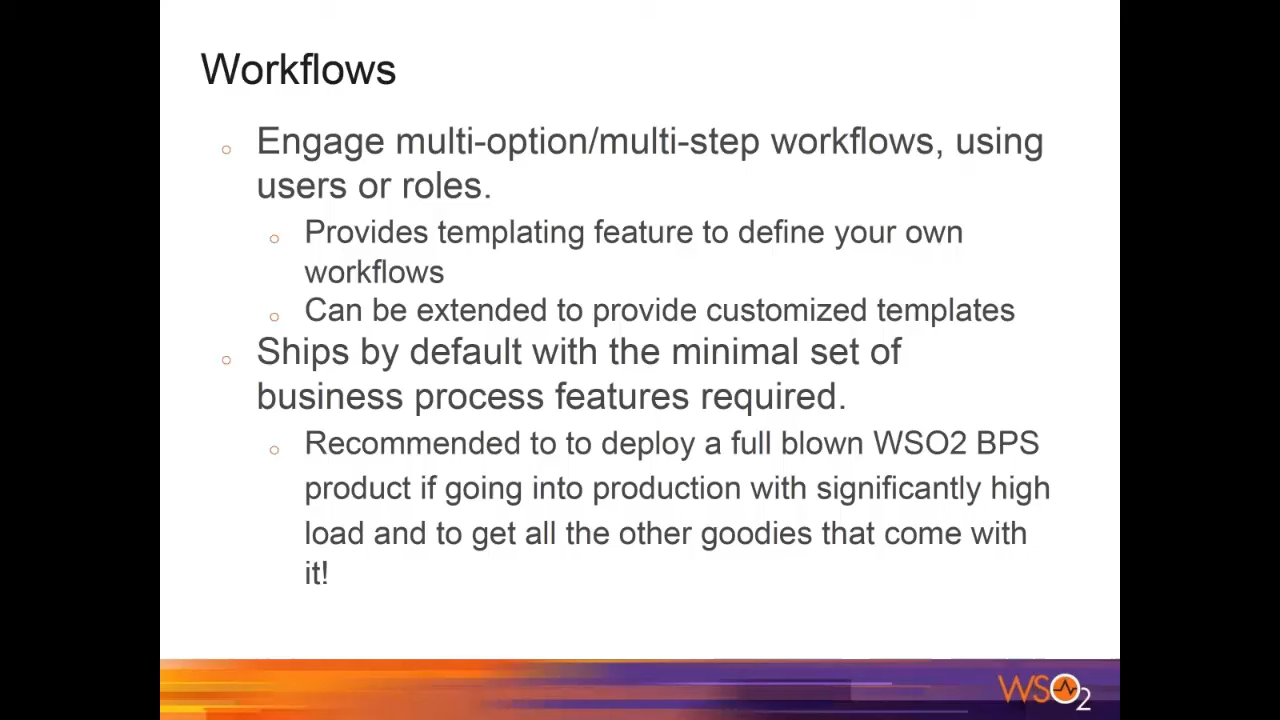 Workflows
Engage multi-option/multi-step workflows, using
users or roles.
Provides templating feature to define your own
workflows
Can be extended to provide customized templates
Ships by default with the minimal set of
business process features required.
Recommended to to deploy a full blown WSO2 BPS
product if going into production with significantly high
load and to get all the other goodies that come with
it!
WSO2